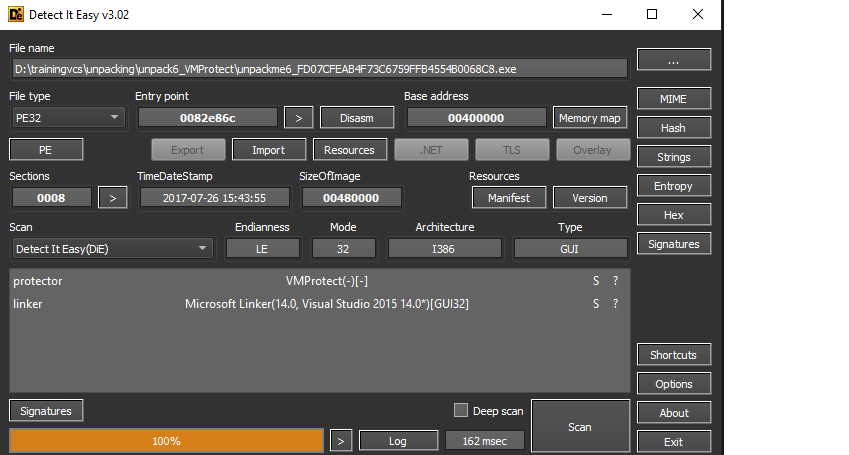 Detect It Easy v3.02
File name
D:\trainingvcs\unpacking\unpack6_VMProtect\unpackme6_FD07CFEAB4F73C6759FFB4554B0068C8.exe
...
File type Entry point Base address
PE32 0082e86c > Disasm 00400000 Memory map
MIME
PE Export Import Resources .NET TLS Overlay
Hash
Strings
Sections TimeDateStamp SizeOfImage Resources
0008 > 2017-07-26 15:43:55 00480000 Manifest Version
Entropy
Hex
Scan Endianness Mode Architecture Type
Detect It Easy(DiE) LE 32 I386 GUI
Signatures
protector VMProtect(-)[-] S ?
linker Microsoft Linker(14.0, Visual Studio 2015 14.0*)[GUI32] S ?
Shortcuts
Options
Signatures Deep scan Scan
About
100% > Log 162 msec
Exit